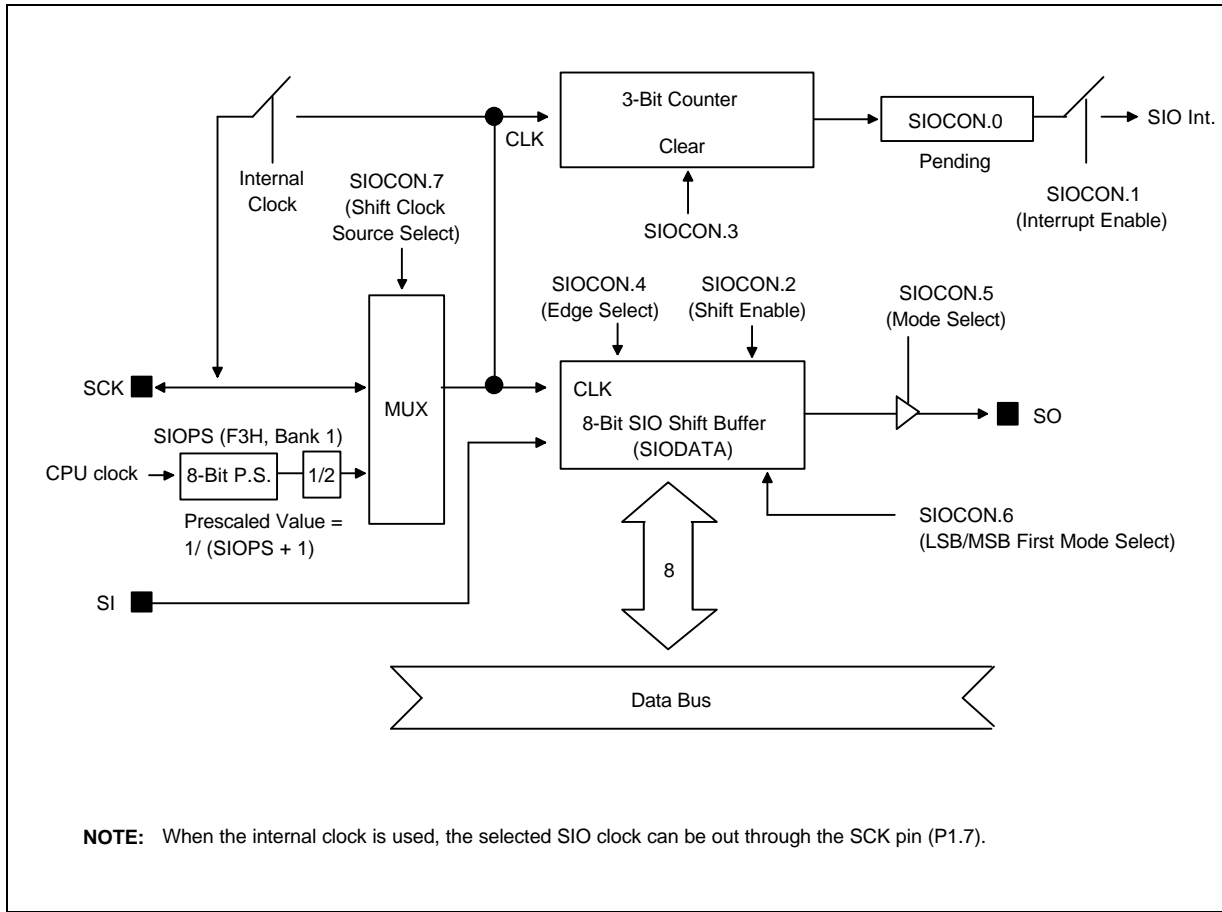 3-Bit Counter
Clear
CLK
SIOCON.0
Pending
SIO Int.
Internal
Clock
SIOCON.7
(Shift Clock
Source Select)
SIOCON.3
SIOCON.1
(Interrupt Enable)
SIOCON.4
(Edge Select)
SIOCON.2
(Shift Enable)
SIOCON.5
(Mode Select)
SCK
MUX
CLK
8-Bit SIO Shift Buffer
(SIODATA)
SO
SIOPS (F3H, Bank 1)
CPU clock
8-Bit P.S.
1/2
Prescaled Value =
1/ (SIOPS + 1)
SIOCON.6
(LSB/MSB First Mode Select)
SI
8
Data Bus
NOTE: When the internal clock is used, the selected SIO clock can be out through the SCK pin (P1.7).